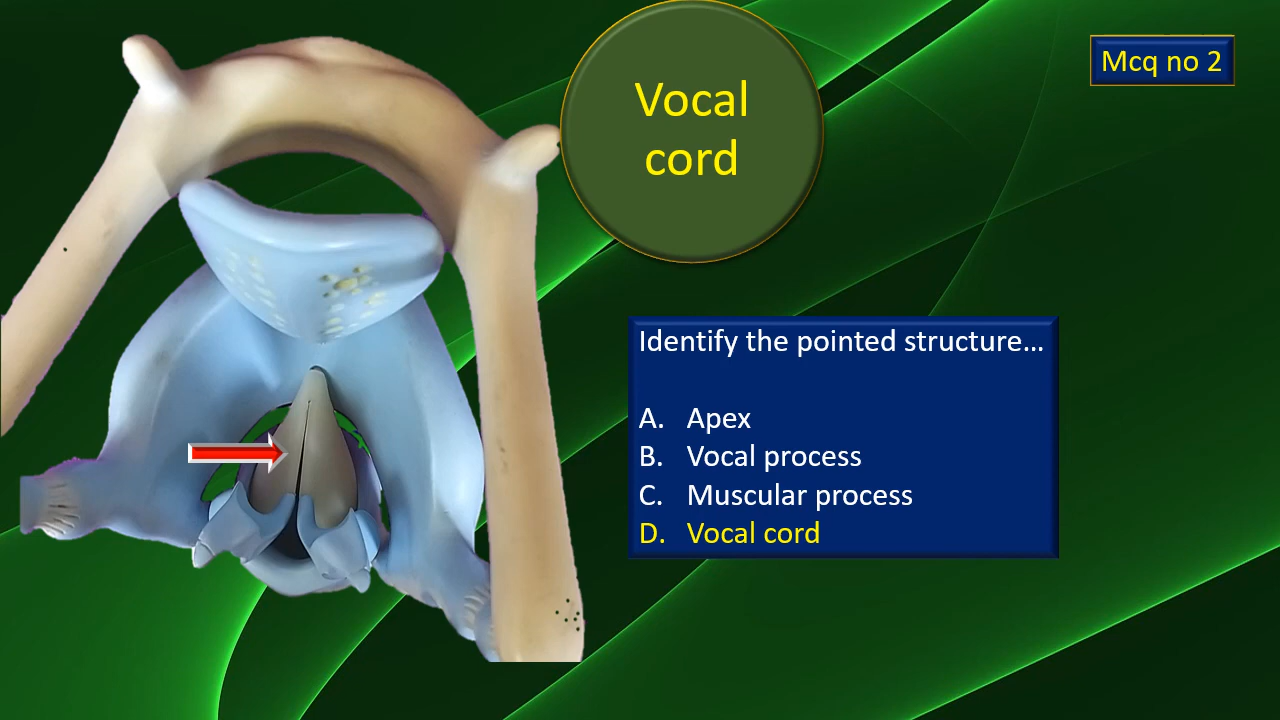 Vocal
cord
Mcq no 2
Identify the pointed structure…
A. Apex
B. Vocal process
C. Muscular process
D. Vocal cord